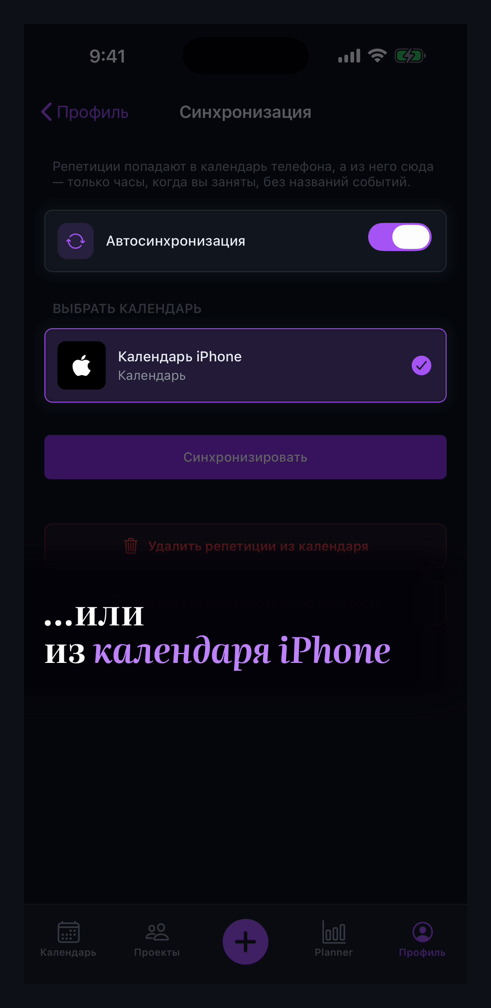 9:41
Профиль
Синхронизация
Репетиции попадают в календарь телефона, а из него сюда
— только часы, когда вы заняты, без названий событий.
Автосинхронизация
ВЫБРАТЬ КАЛЕНДАРЬ
Календарь iPhone
Календарь
Синхронизировать
Удалить репетиции из календаря
...или
из календаря iPhone
Календарь
Проекты
Planner
Профиль